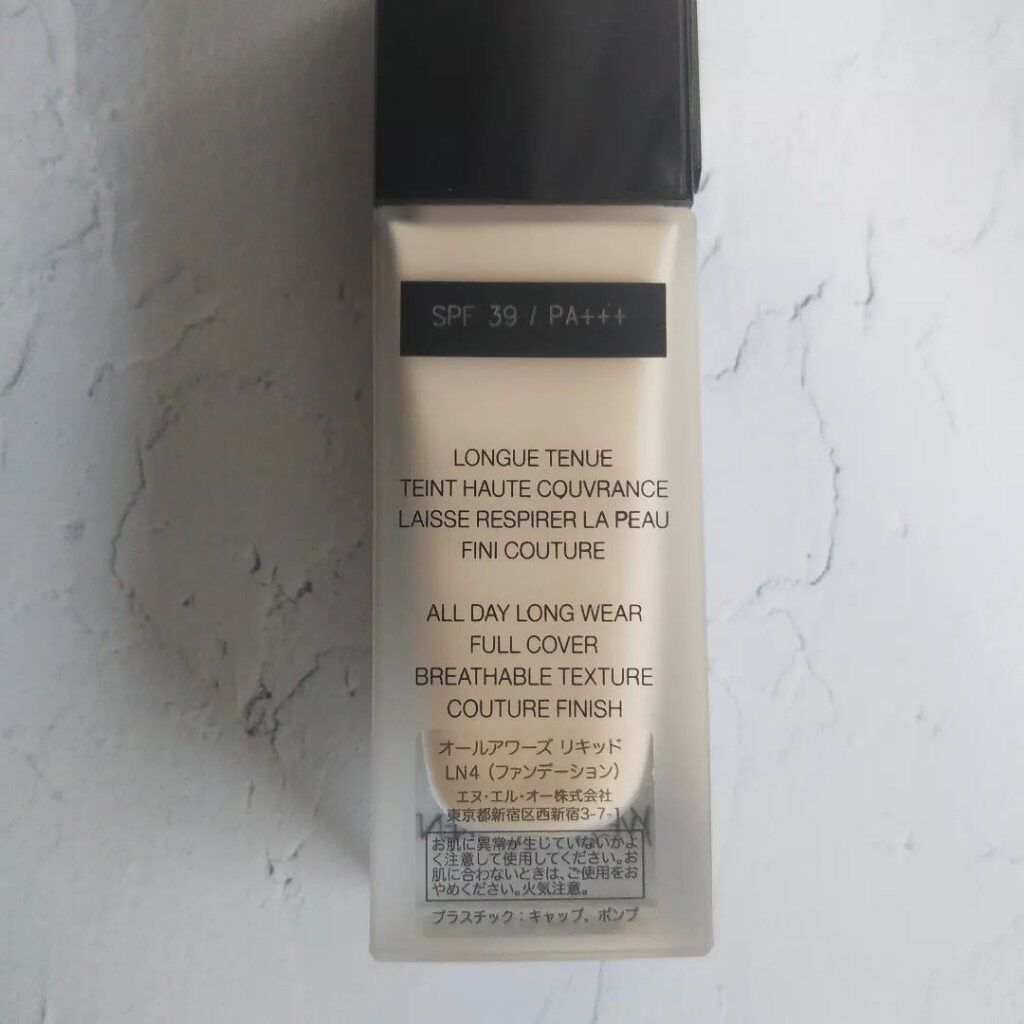 SPF 39 / PA+++
LONGUE TENUE
TEINT HAUTE COUVRANCE
LAISSE RESPIRER LA PEAU
FINI COUTURE
ALL DAY LONG WEAR
FULL COVER
BREATHABLE TEXTURE
COUTURE FINISH
オールアワーズ リキッド
LN4（ファンデーション）
エヌ・エル・オー株式会社
東京都新宿区西新宿3-7-1
お肌に異常が生じていないかよ
く注意して使用してください。お
肌に合わないときは、ご使用をお
やめください。火気注意。
プラスチック：キャップ、ポンプ